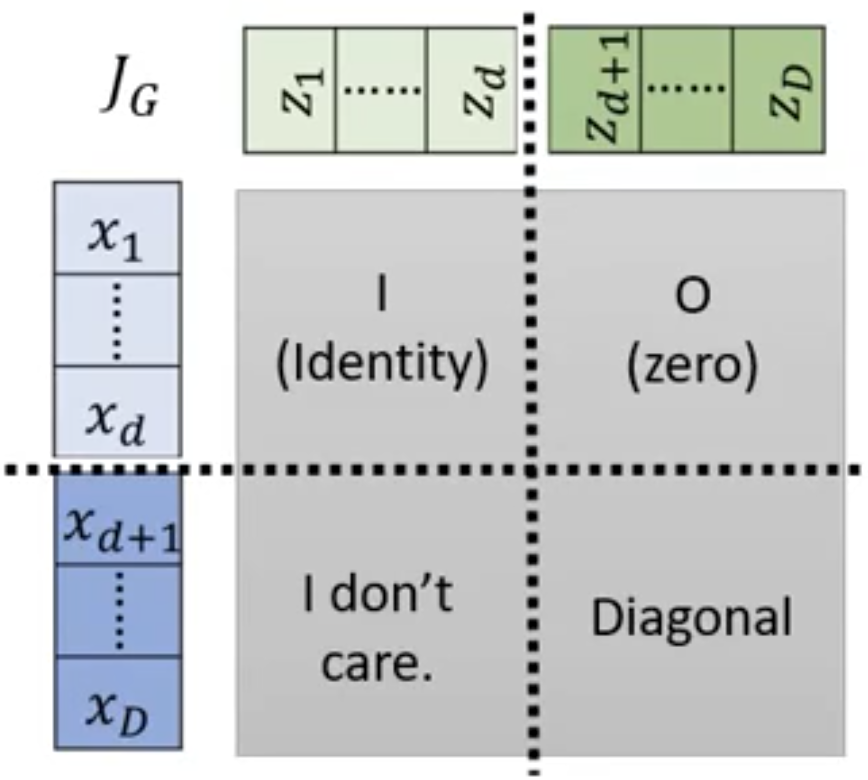 J_G
z_1 ...... z_d z_{d+1} ...... z_D
x_1
......
x_d
x_{d+1}
......
x_D
I
(Identity)
O
(zero)
I don't
care.
Diagonal